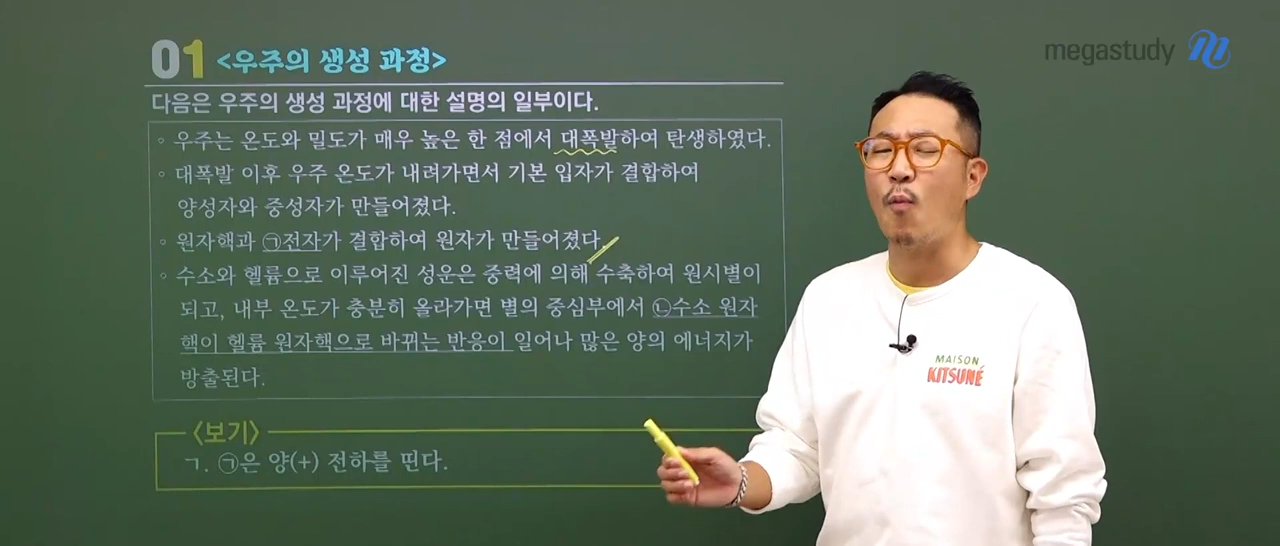 01 <우주의 생성 과정>
megastudy
다음은 우주의 생성 과정에 대한 설명의 일부이다.
◦ 우주는 온도와 밀도가 매우 높은 한 점에서 대폭발하여 탄생하였다.
◦ 대폭발 이후 우주 온도가 내려가면서 기본 입자가 결합하여
양성자와 중성자가 만들어졌다.
◦ 원자핵과 ㉠전자가 결합하여 원자가 만들어졌다.
◦ 수소와 헬륨으로 이루어진 성운은 중력에 의해 수축하여 원시별이
되고, 내부 온도가 충분히 올라가면 별의 중심부에서 ㉡수소 원자
핵이 헬륨 원자핵으로 바뀌는 반응이 일어나 많은 양의 에너지가
방출된다.
<보기>
ㄱ. ㉠은 양(+) 전하를 띤다.
MAISON
KITSUNÉ